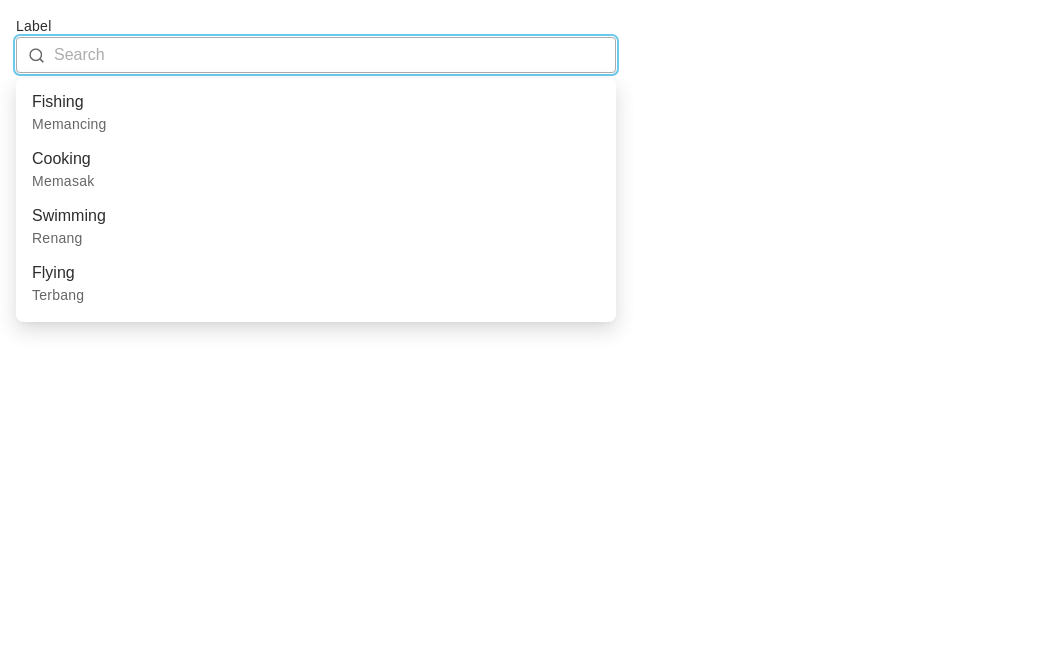 Label
Search
Fishing
Memancing
Cooking
Memasak
Swimming
Renang
Flying
Terbang